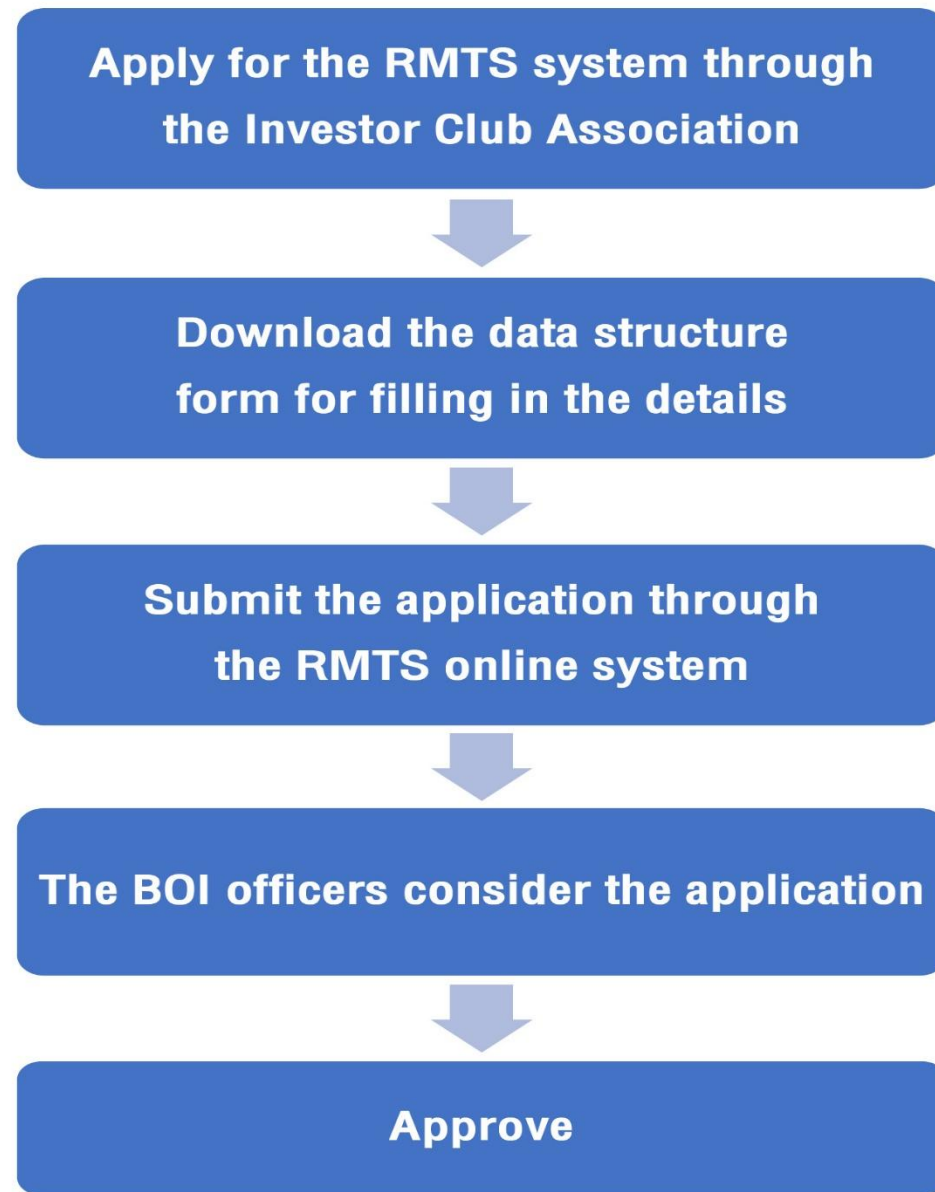 Apply for the RMTS system through
the Investor Club Association
Download the data structure
form for filling in the details
Submit the application through
the RMTS online system
The BOI officers consider the application
Approve